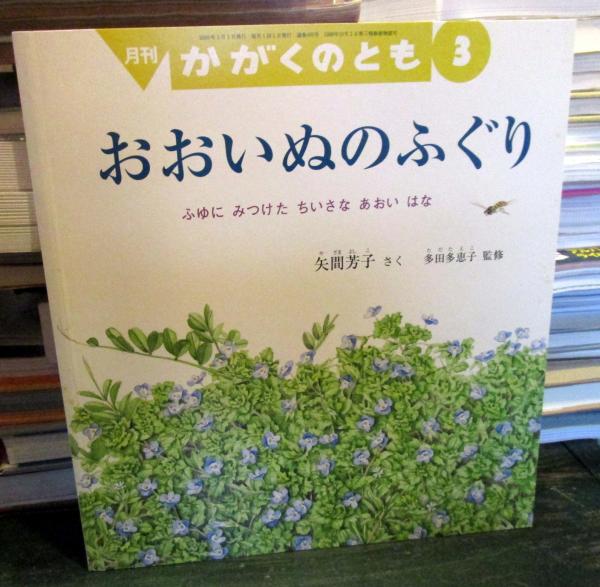 月刊 かがくのとも 3
おおいぬのふぐり
ふゆに みつけた ちいさな あおい はな
矢間芳子 さく 多田多恵子 監修